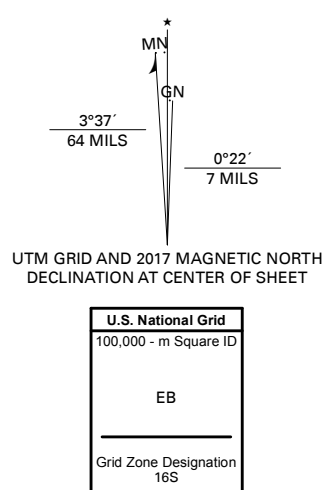 MN
GN
3°37´
64 MILS
0°22´
7 MILS
UTM GRID AND 2017 MAGNETIC NORTH
DECLINATION AT CENTER OF SHEET
U.S. National Grid
100,000 - m Square ID
EB
Grid Zone Designation
16S